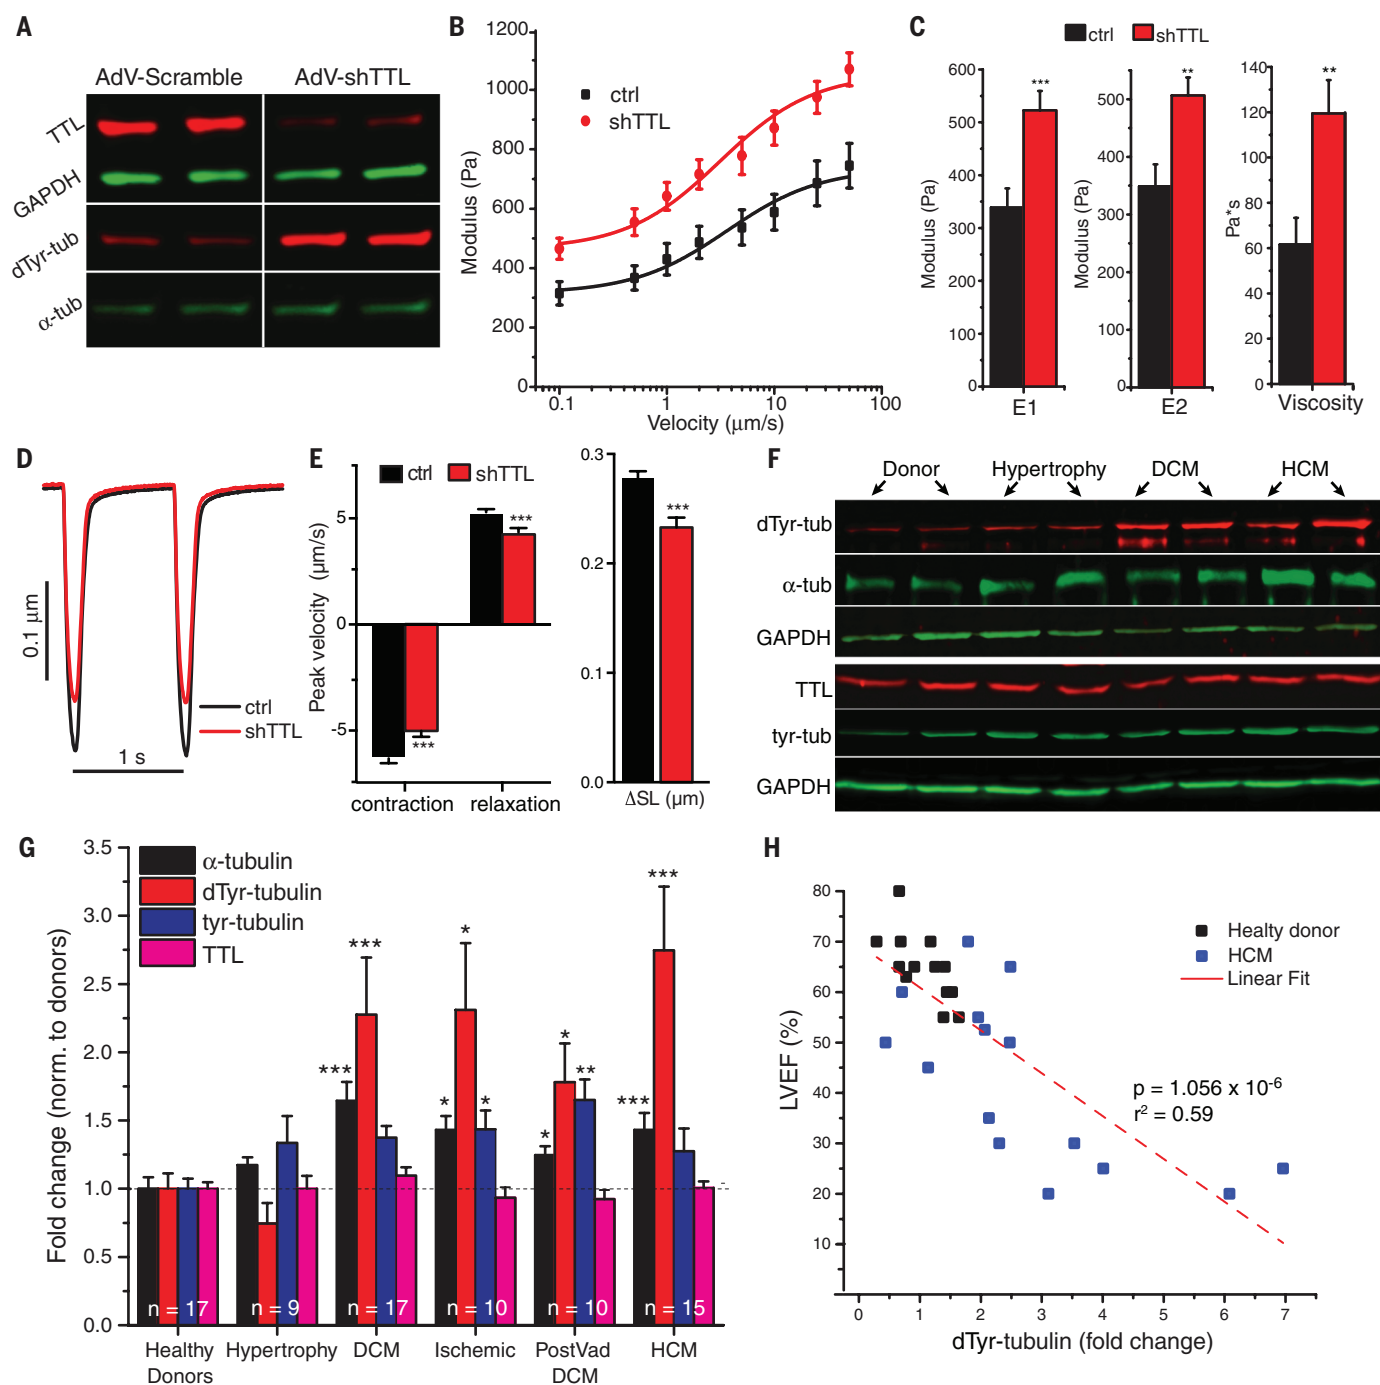 A
AdV-Scramble AdV-shTTL
TTL
GAPDH
dTyr-tub
α-tub
B
1200
1000
800
600
400
200
0
Modulus (Pa)
ctrl
shTTL
0.1 1 10 100
Velocity (μm/s)
C
ctrl shTTL
600
500
400
300
200
100
0
Modulus (Pa)
***
E1
500
400
300
200
100
0
Modulus (Pa)
**
E2
140
120
100
80
60
40
20
0
Pa*s
**
Viscosity
D
0.1 μm
ctrl
shTTL
1 s
E
ctrl shTTL
5
0
-5
Peak velocity (μm/s)
***
***
contraction relaxation
0.3
0.2
0.1
0.0
***
ΔSL (μm)
F
Donor Hypertrophy DCM HCM
dTyr-tub
α-tub
GAPDH
TTL
tyr-tub
GAPDH
G
3.5
3.0
2.5
2.0
1.5
1.0
0.5
0.0
Fold change (norm. to donors)
α-tubulin
dTyr-tubulin
tyr-tubulin
TTL
*** *** * * * * * ** *** ***
n = 17 n = 9 n = 17 n = 10 n = 10 n = 15
Healthy Hypertrophy DCM Ischemic PostVad HCM
Donors DCM
H
80
70
60
50
40
30
20
10
LVEF (%)
Healty donor
HCM
Linear Fit
p = 1.056 x 10⁻⁶
r² = 0.59
0 1 2 3 4 5 6 7
dTyr-tubulin (fold change)